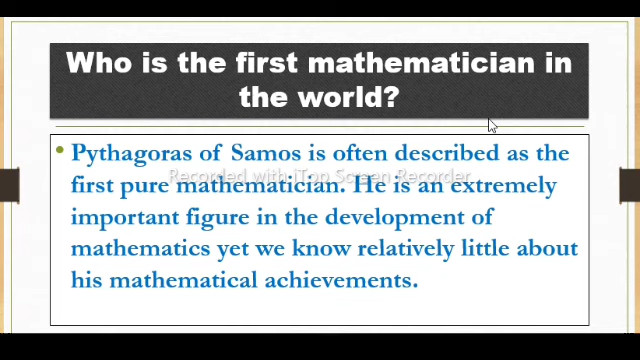 Who is the first mathematician in
the world?
Pythagoras of Samos is often described as the
Recorded with iTop Screen Recorder
first pure mathematician. He is an extremely
important figure in the development of
mathematics yet we know relatively little about
his mathematical achievements.